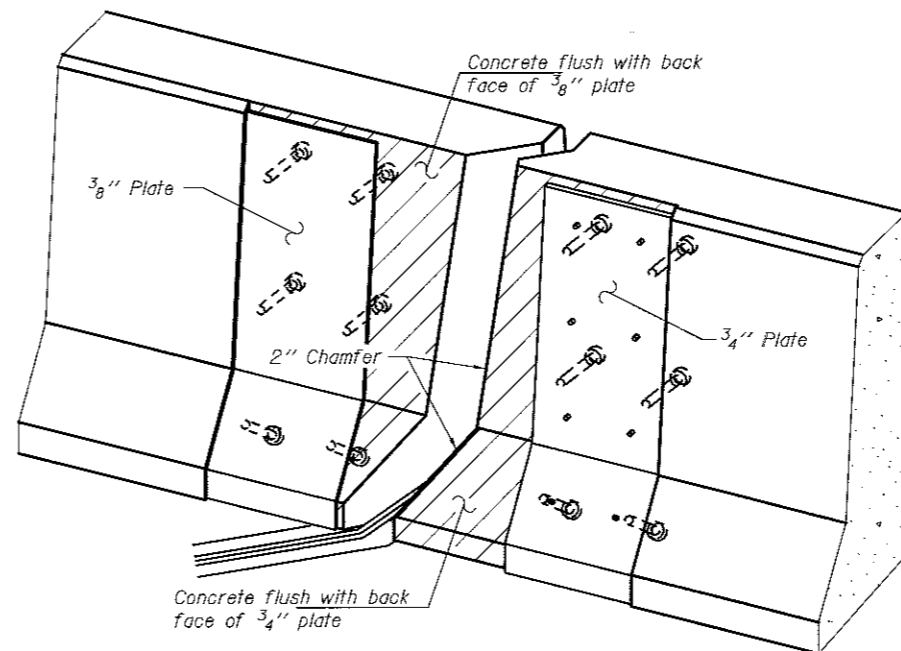 Concrete flush with back
face of 3/8" plate
3/8" Plate
3/4" Plate
2" Chamfer
Concrete flush with back
face of 3/4" plate